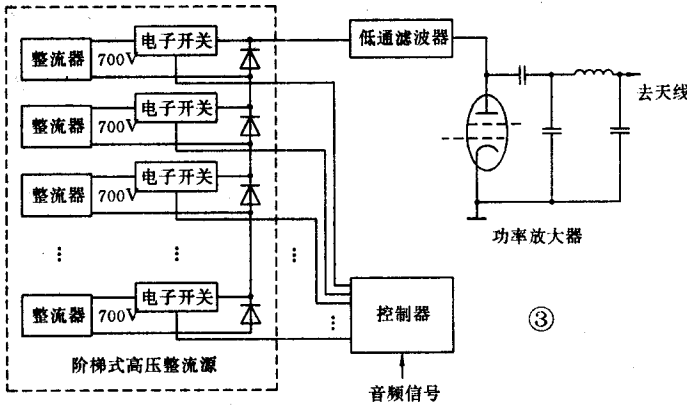 电子开关
整流器 700V
低通滤波器
去天线
电子开关
整流器 700V
电子开关
整流器 700V
功率放大器
电子开关
整流器 700V
控制器
③
阶梯式高压整流源
音频信号